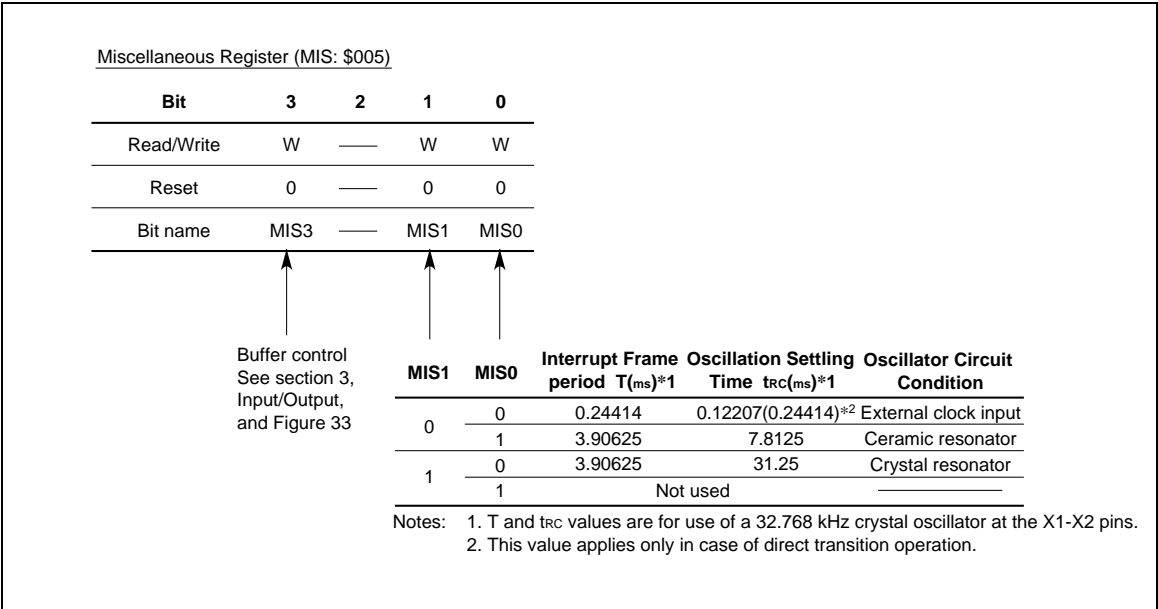 Miscellaneous Register (MIS: $005)
Bit 3 2 1 0
Read/Write W — W W
Reset 0 — 0 0
Bit name MIS3 — MIS1 MIS0
Buffer control
See section 3,
Input/Output,
and Figure 33
MIS1 MIS0 Interrupt Frame period T(ms)*1 Oscillation Settling Time tRC(ms)*1 Oscillator Circuit Condition
0 0 0.24414 0.12207(0.24414)*2 External clock input
1 3.90625 7.8125 Ceramic resonator
1 0 3.90625 31.25 Crystal resonator
1 Not used —
Notes: 1. T and tRC values are for use of a 32.768 kHz crystal oscillator at the X1-X2 pins.
2. This value applies only in case of direct transition operation.